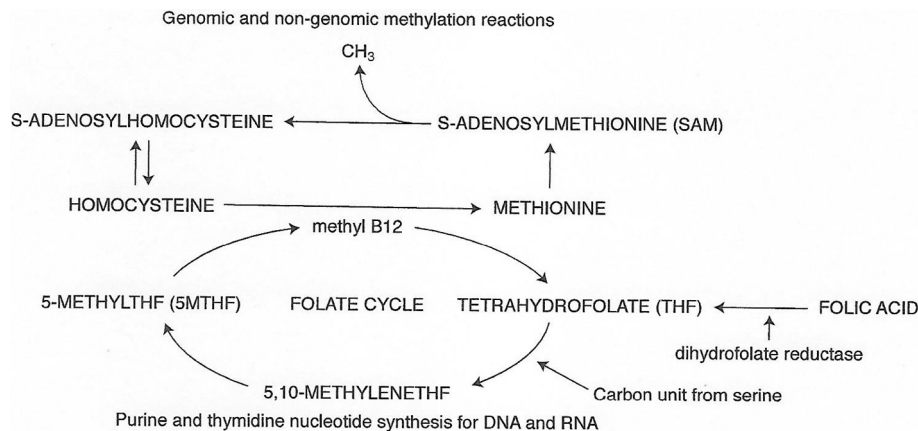 Genomic and non-genomic methylation reactions
CH₃
S-ADENOSYLHOMOCYSTEINE
S-ADENOSYLMETHIONINE (SAM)
HOMOCYSTEINE
METHIONINE
methyl B12
5-METHYLTHF (5MTHF)
FOLATE CYCLE
TETRAHYDROFOLATE (THF)
FOLIC ACID
dihydrofolate reductase
5,10-METHYLENETHF
Carbon unit from serine
Purine and thymidine nucleotide synthesis for DNA and RNA